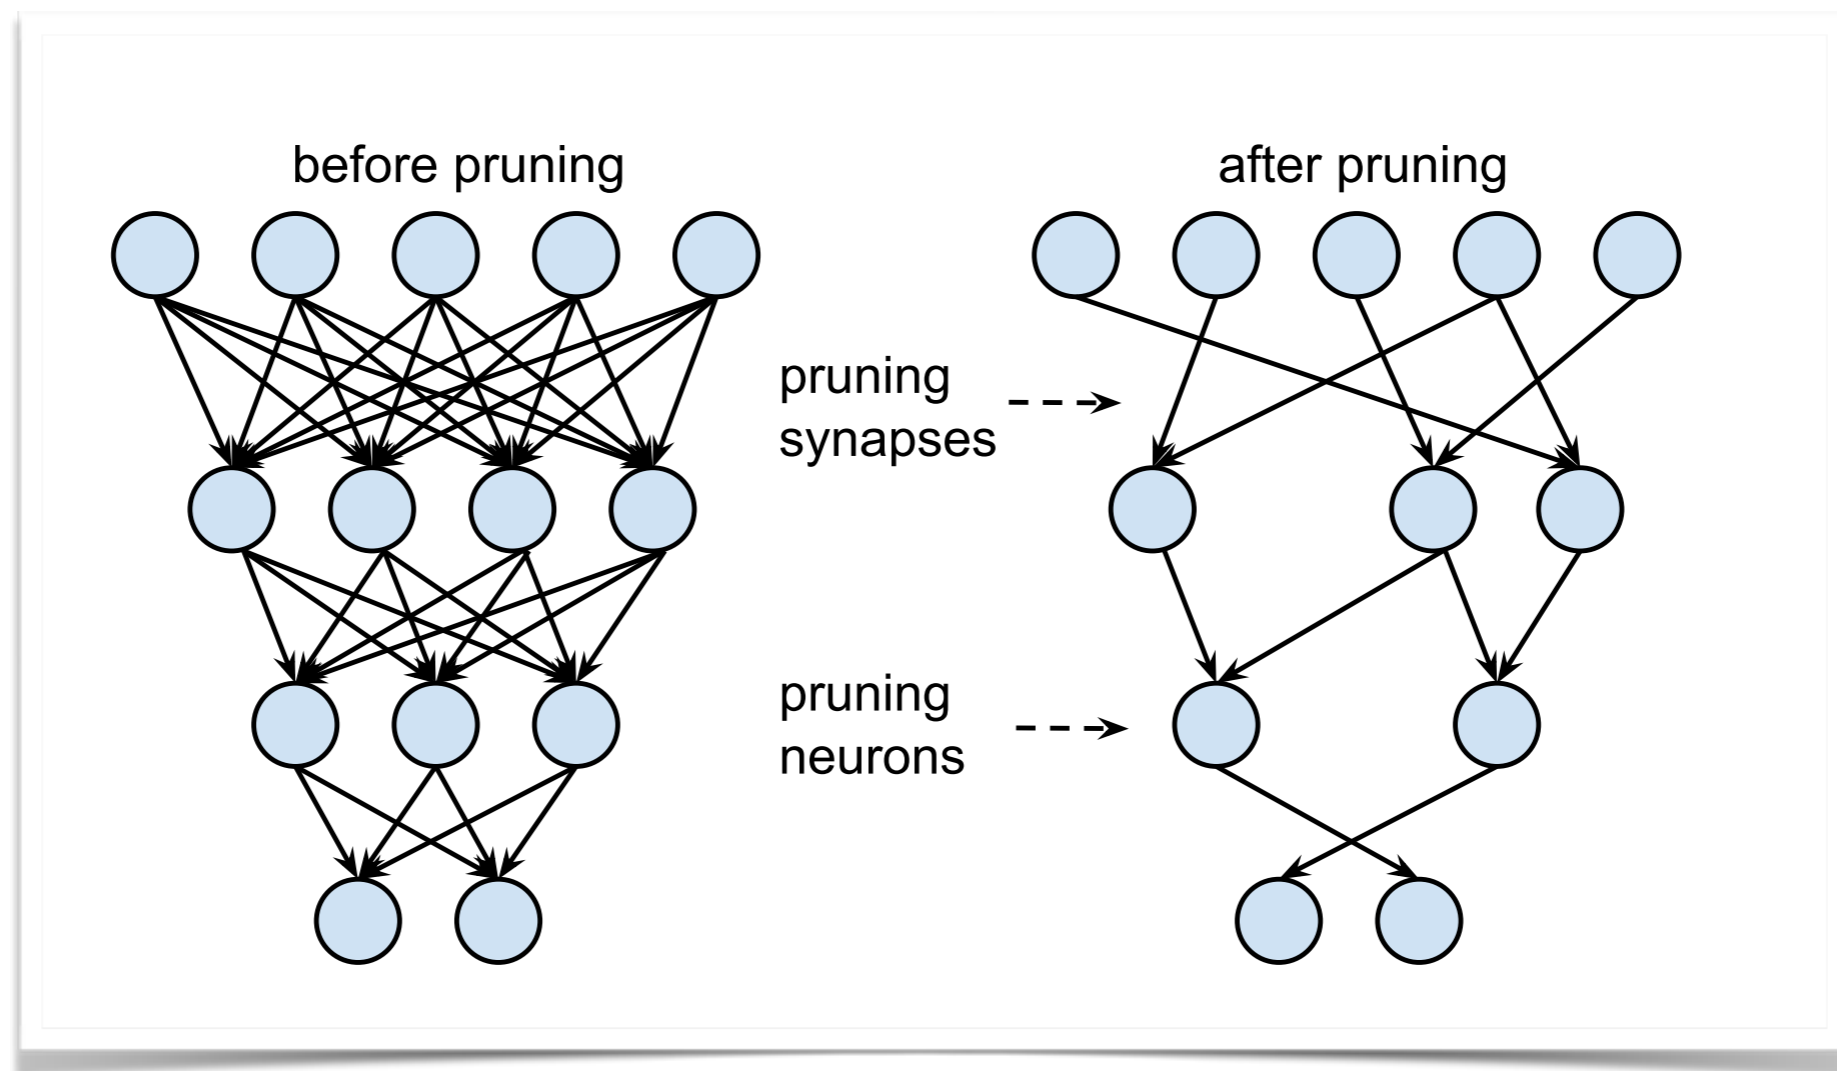 before pruning
after pruning
pruning
synapses
pruning
neurons